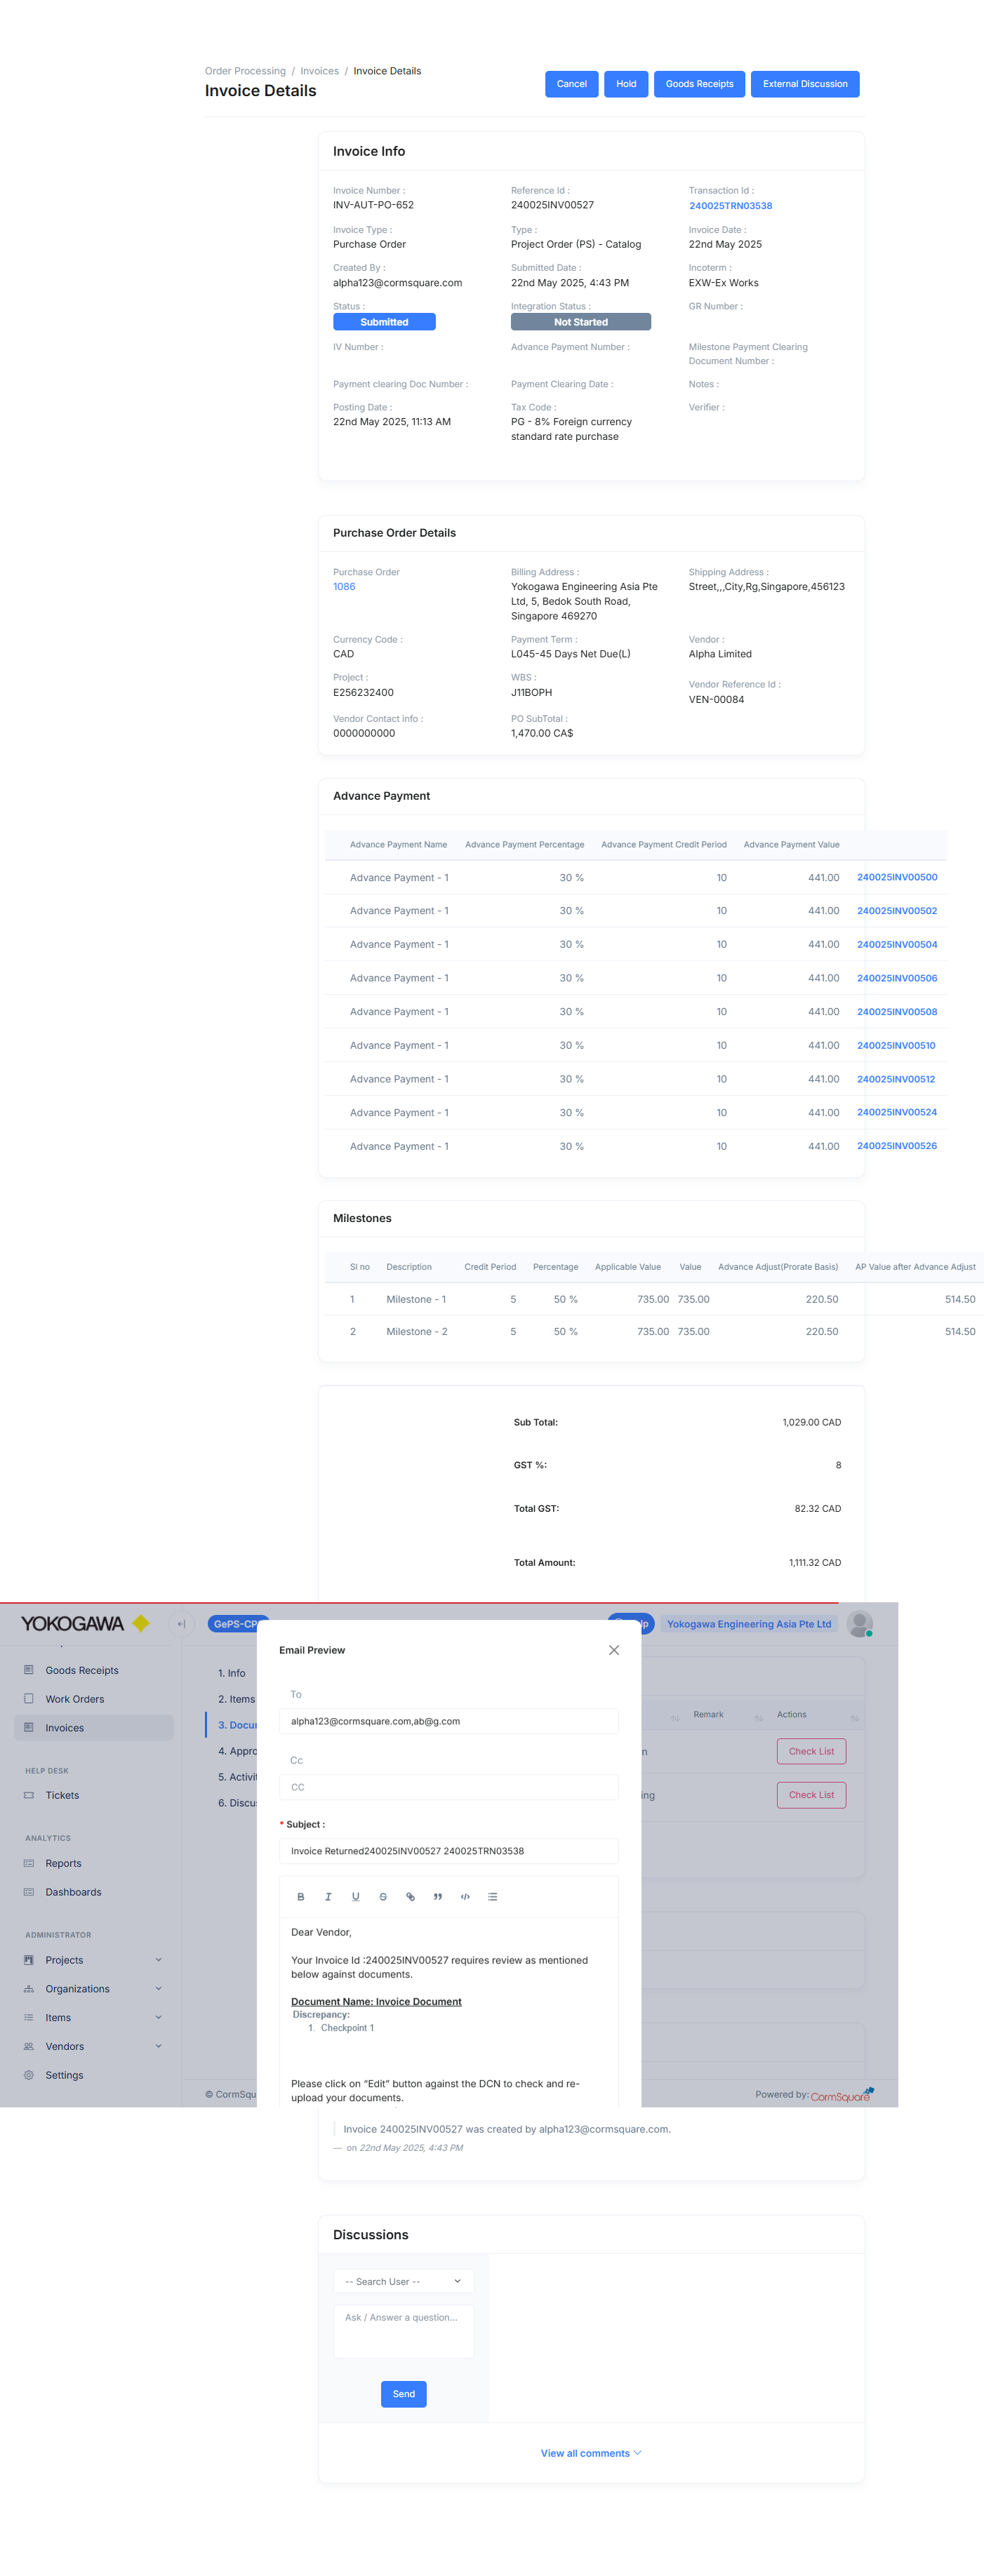 Order Processing / Invoices / Invoice Details
Invoice Details
Cancel Hold Goods Receipts External Discussion
Invoice Info
Invoice Number : Reference Id : Transaction Id :
INV-AUT-PO-652 240025INV00527 240025TRN03538
Invoice Type : Type : Invoice Date :
Purchase Order Project Order (PS) - Catalog 22nd May 2025
Created By : Submitted Date : Incoterm :
alpha123@cormsquare.com 22nd May 2025, 4:43 PM EXW-Ex Works
Status : Integration Status : GR Number :
Submitted Not Started
IV Number : Advance Payment Number : Milestone Payment Clearing
Document Number :
Payment clearing Doc Number : Payment Clearing Date : Notes :
Posting Date : Tax Code : Verifier :
22nd May 2025, 11:13 AM PG - 8% Foreign currency
standard rate purchase
Purchase Order Details
Purchase Order Billing Address : Shipping Address :
1086 Yokogawa Engineering Asia Pte Street,,,City,Rg,Singapore,456123
Ltd, 5, Bedok South Road,
Singapore 469270
Currency Code : Payment Term : Vendor :
CAD L045-45 Days Net Due(L) Alpha Limited
Project : WBS : Vendor Reference Id :
E256232400 J11BOPH VEN-00084
Vendor Contact info : PO SubTotal :
0000000000 1,470.00 CA$
Advance Payment
Advance Payment Name Advance Payment Percentage Advance Payment Credit Period Advance Payment Value
Advance Payment - 1 30 % 10 441.00 240025INV00500
Advance Payment - 1 30 % 10 441.00 240025INV00502
Advance Payment - 1 30 % 10 441.00 240025INV00504
Advance Payment - 1 30 % 10 441.00 240025INV00506
Advance Payment - 1 30 % 10 441.00 240025INV00508
Advance Payment - 1 30 % 10 441.00 240025INV00510
Advance Payment - 1 30 % 10 441.00 240025INV00512
Advance Payment - 1 30 % 10 441.00 240025INV00524
Advance Payment - 1 30 % 10 441.00 240025INV00526
Milestones
Sl no Description Credit Period Percentage Applicable Value Value Advance Adjust(Prorate Basis) AP Value after Advance Adjust
1 Milestone - 1 5 50 % 735.00 735.00 220.50 514.50
2 Milestone - 2 5 50 % 735.00 735.00 220.50 514.50
Sub Total: 1,029.00 CAD
GST %: 8
Total GST: 82.32 CAD
Total Amount: 1,111.32 CAD
YOKOGAWA GePS-CP Yokogawa Engineering Asia Pte Ltd
Goods Receipts
Work Orders
Invoices
HELP DESK
Tickets
ANALYTICS
Reports
Dashboards
ADMINISTRATOR
Projects
Organizations
Items
Vendors
Settings
1. Info
2. Items
3. Docu
4. Appro
5. Activit
6. Discu
© CormSqu
Email Preview
To
alpha123@cormsquare.com,ab@g.com
Cc
CC
* Subject :
Invoice Returned240025INV00527 240025TRN03538
B I U S
Dear Vendor,
Your Invoice Id :240025INV00527 requires review as mentioned
below against documents.
Document Name: Invoice Document
Discrepancy:
1. Checkpoint 1
Please click on “Edit” button against the DCN to check and re-
upload your documents.
Remark Actions
Check List
ing Check List
Powered by: CormSquare
Invoice 240025INV00527 was created by alpha123@cormsquare.com.
— on 22nd May 2025, 4:43 PM
Discussions
-- Search User --
Ask / Answer a question...
Send
View all comments